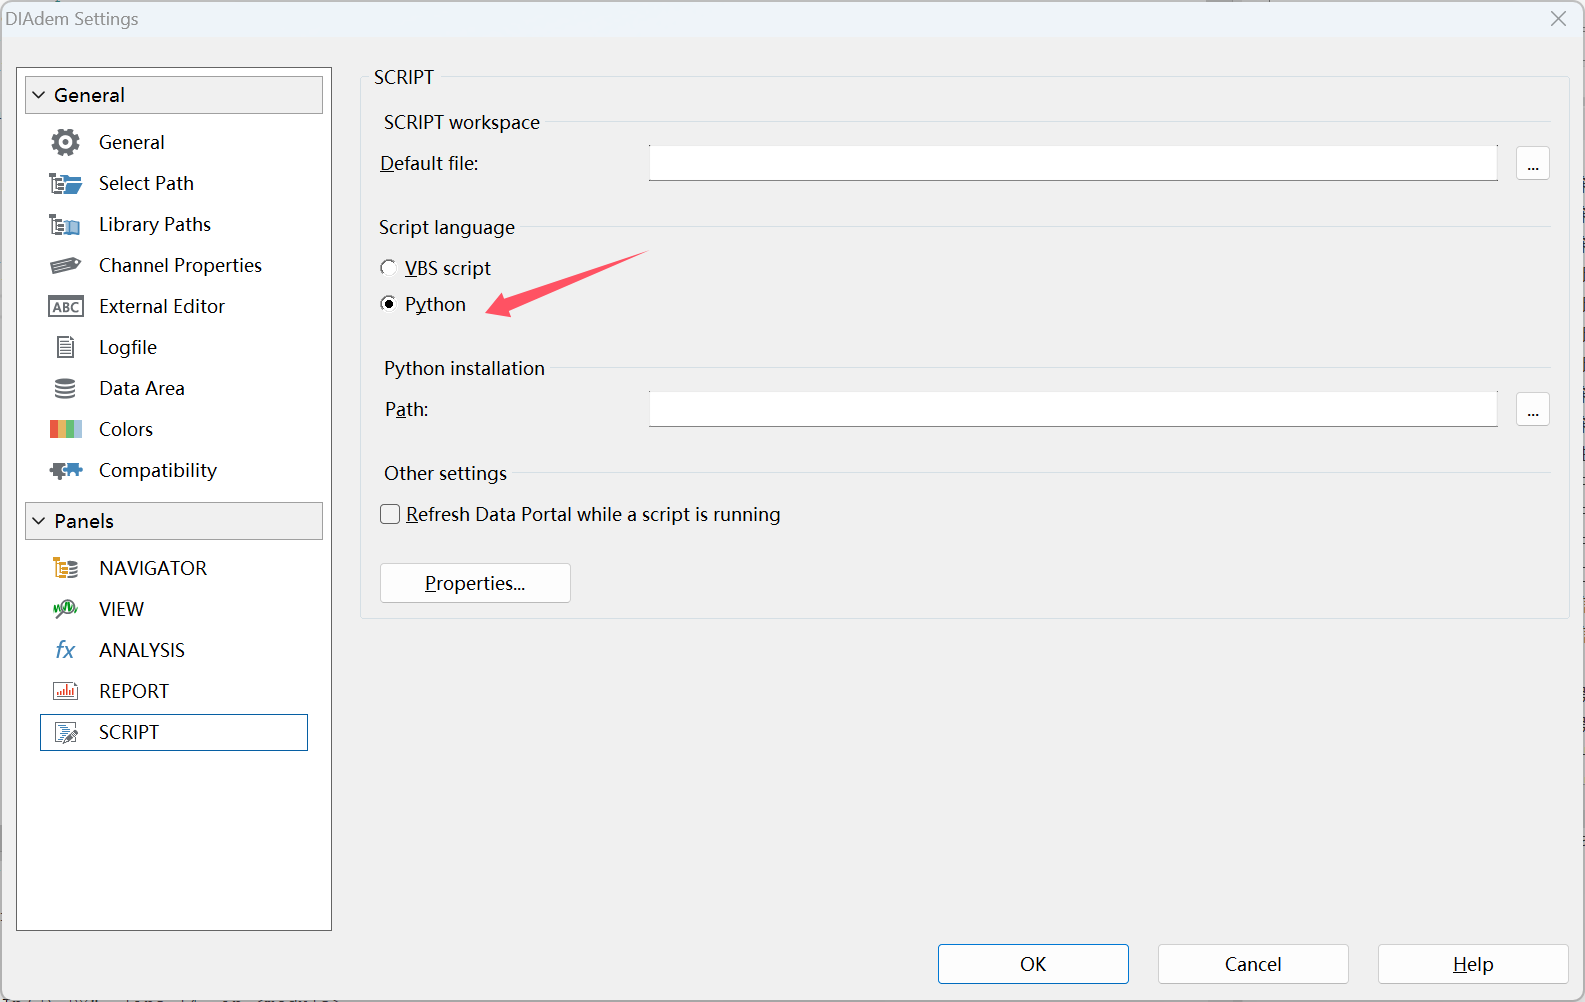 DIAdem Settings
General
General
Select Path
Library Paths
Channel Properties
ABC
External Editor
Logfile
Data Area
Colors
Compatibility
Panels
NAVIGATOR
VIEW
fx
ANALYSIS
REPORT
SCRIPT
SCRIPT
SCRIPT workspace
Default file:
...
Script language
VBS script
Python
Python installation
Path:
...
Other settings
Refresh Data Portal while a script is running
Properties...
OK
Cancel
Help